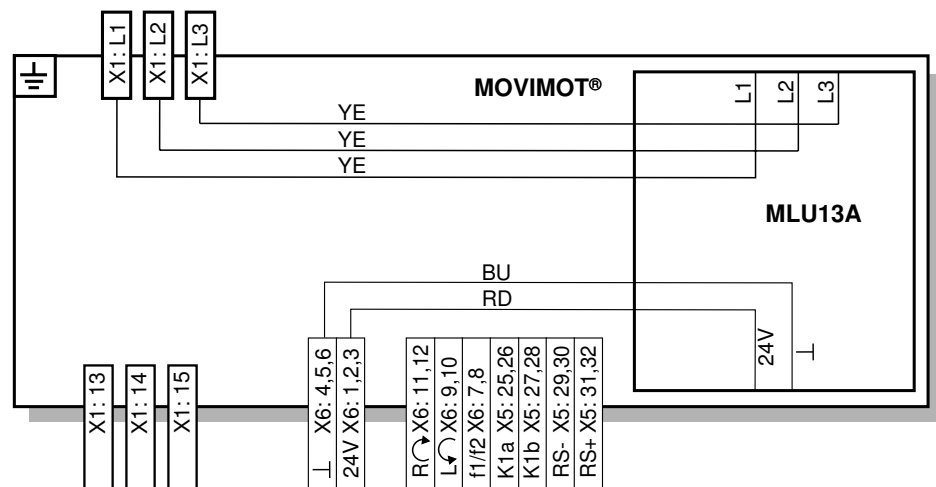 X1: L1
X1: L2
X1: L3
MOVIMOT®
L1
L2
L3
YE
YE
YE
MLU13A
BU
RD
24V
⊥
X1: 13
X1: 14
X1: 15
⊥ X6: 4,5,6
24V X6: 1,2,3
R X6: 11,12
L X6: 9,10
f1/f2 X6: 7,8
K1a X5: 25,26
K1b X5: 27,28
RS- X5: 29,30
RS+ X5: 31,32